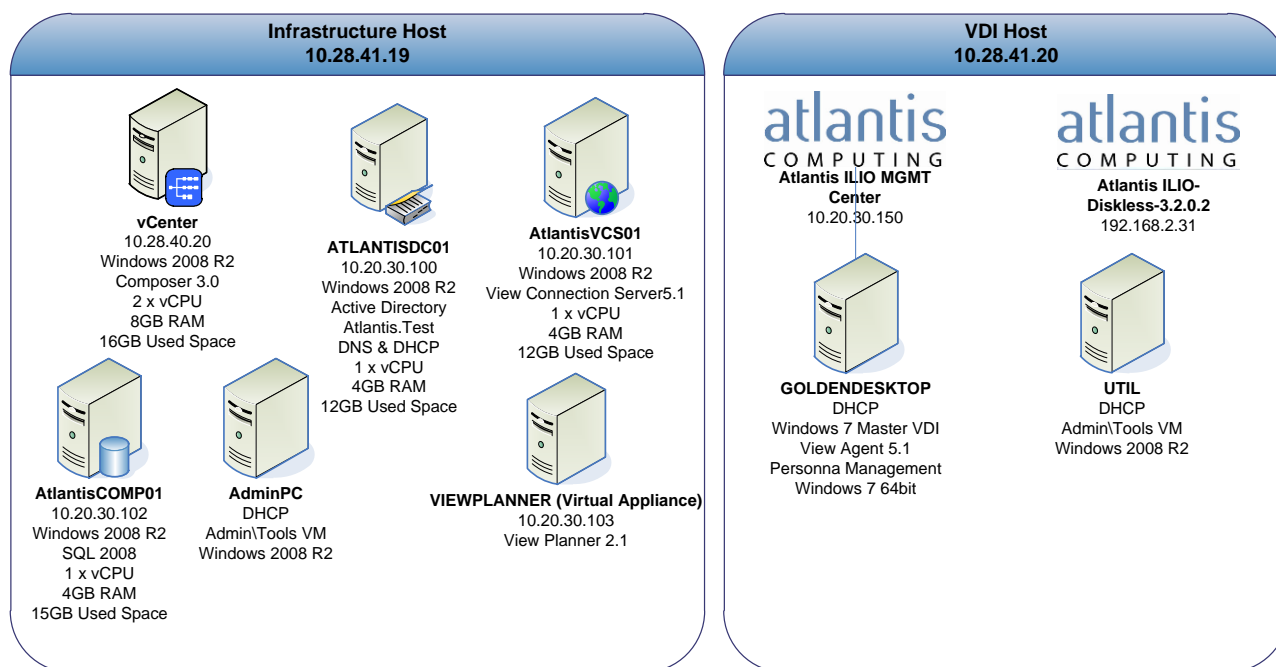 Infrastructure Host
10.28.41.19
vCenter
10.28.40.20
Windows 2008 R2
Composer 3.0
2 x vCPU
8GB RAM
16GB Used Space
ATLANTISDC01
10.20.30.100
Windows 2008 R2
Active Directory
Atlantis.Test
DNS & DHCP
1 x vCPU
4GB RAM
12GB Used Space
AtlantisVCS01
10.20.30.101
Windows 2008 R2
View Connection Server5.1
1 x vCPU
4GB RAM
12GB Used Space
AtlantisCOMP01
10.20.30.102
Windows 2008 R2
SQL 2008
1 x vCPU
4GB RAM
15GB Used Space
AdminPC
DHCP
Admin\Tools VM
Windows 2008 R2
VIEWPLANNER (Virtual Appliance)
10.20.30.103
View Planner 2.1
VDI Host
10.28.41.20
atlantis
COMPUTING
Atlantis ILIO MGMT
Center
10.20.30.150
atlantis
COMPUTING
Atlantis ILIO-
Diskless-3.2.0.2
192.168.2.31
GOLDENDESKTOP
DHCP
Windows 7 Master VDI
View Agent 5.1
Personna Management
Windows 7 64bit
UTIL
DHCP
Admin\Tools VM
Windows 2008 R2